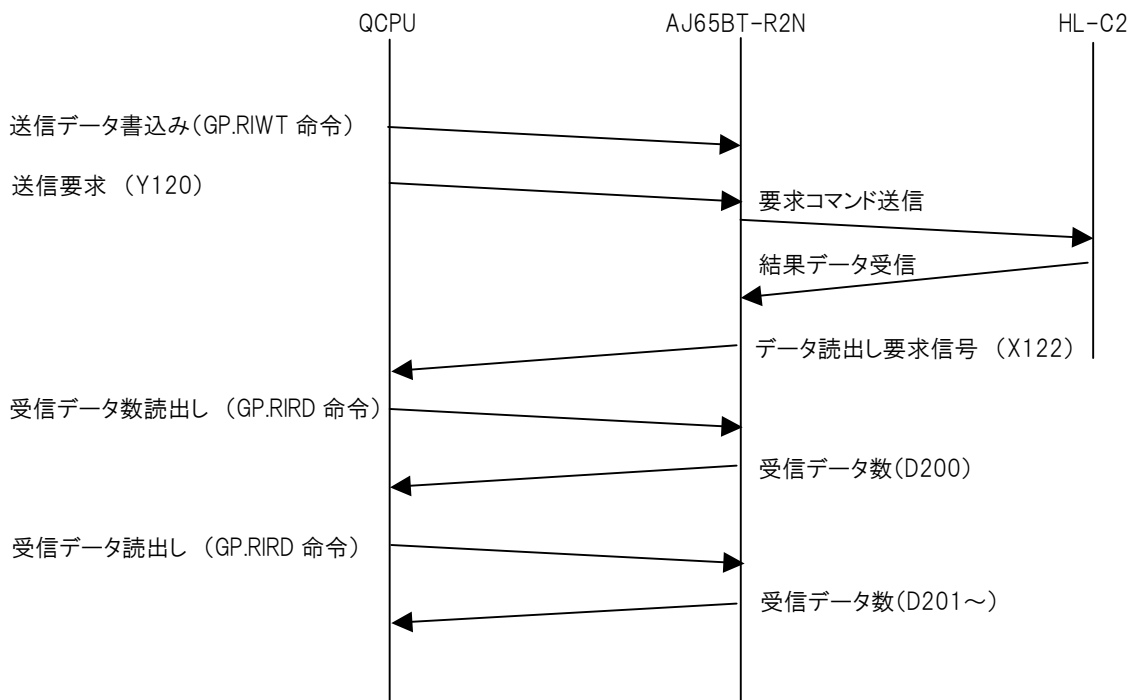 QCPU
AJ65BT-R2N
HL-C2
送信データ書込み(GP.RIWT 命令)
送信要求 (Y120)
要求コマンド送信
結果データ受信
データ読出し要求信号 (X122)
受信データ数読出し (GP.RIRD 命令)
受信データ数(D200)
受信データ読出し (GP.RIRD 命令)
受信データ数(D201～)